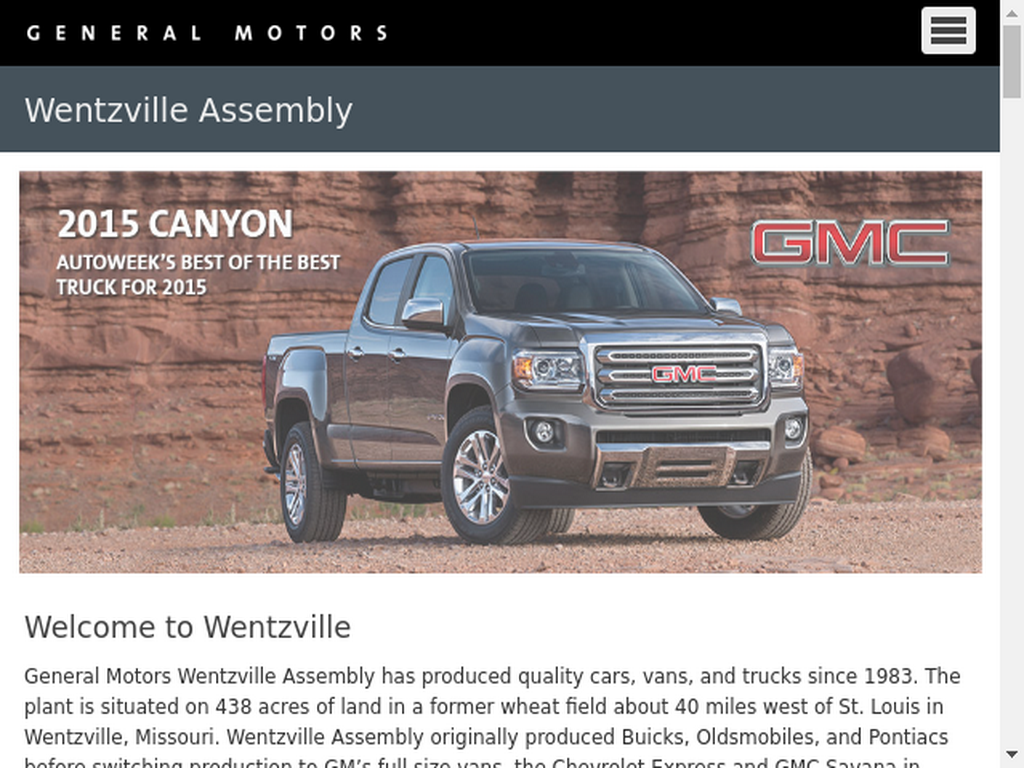 GENERAL MOTORS
Wentzville Assembly
2015 CANYON
AUTOWEEK'S BEST OF THE BEST
TRUCK FOR 2015
GMC
GMC
Welcome to Wentzville
General Motors Wentzville Assembly has produced quality cars, vans, and trucks since 1983. The
plant is situated on 438 acres of land in a former wheat field about 40 miles west of St. Louis in
Wentzville, Missouri. Wentzville Assembly originally produced Buicks, Oldsmobiles, and Pontiacs
before switching production to GM’s full size vans, the Chevrolet Express and GMC Savana in